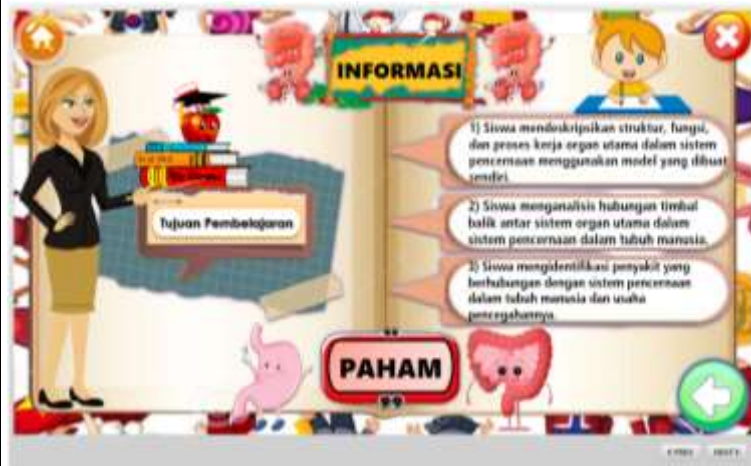 INFORMASI
Tujuan Pembelajaran
1) Siswa mendeskripsikan struktur, fungsi,
dan proses kerja organ utama dalam sistem
pencernaan menggunakan model yang dibuat
sendiri.
2) Siswa menganalisis hubungan timbal
balik antar sistem organ utama dalam
sistem pencernaan dalam tubuh manusia.
3) Siswa mengidentifikasi penyakit yang
berhubungan dengan sistem pencernaan
dalam tubuh manusia dan usaha
pencegahannya.
PAHAM